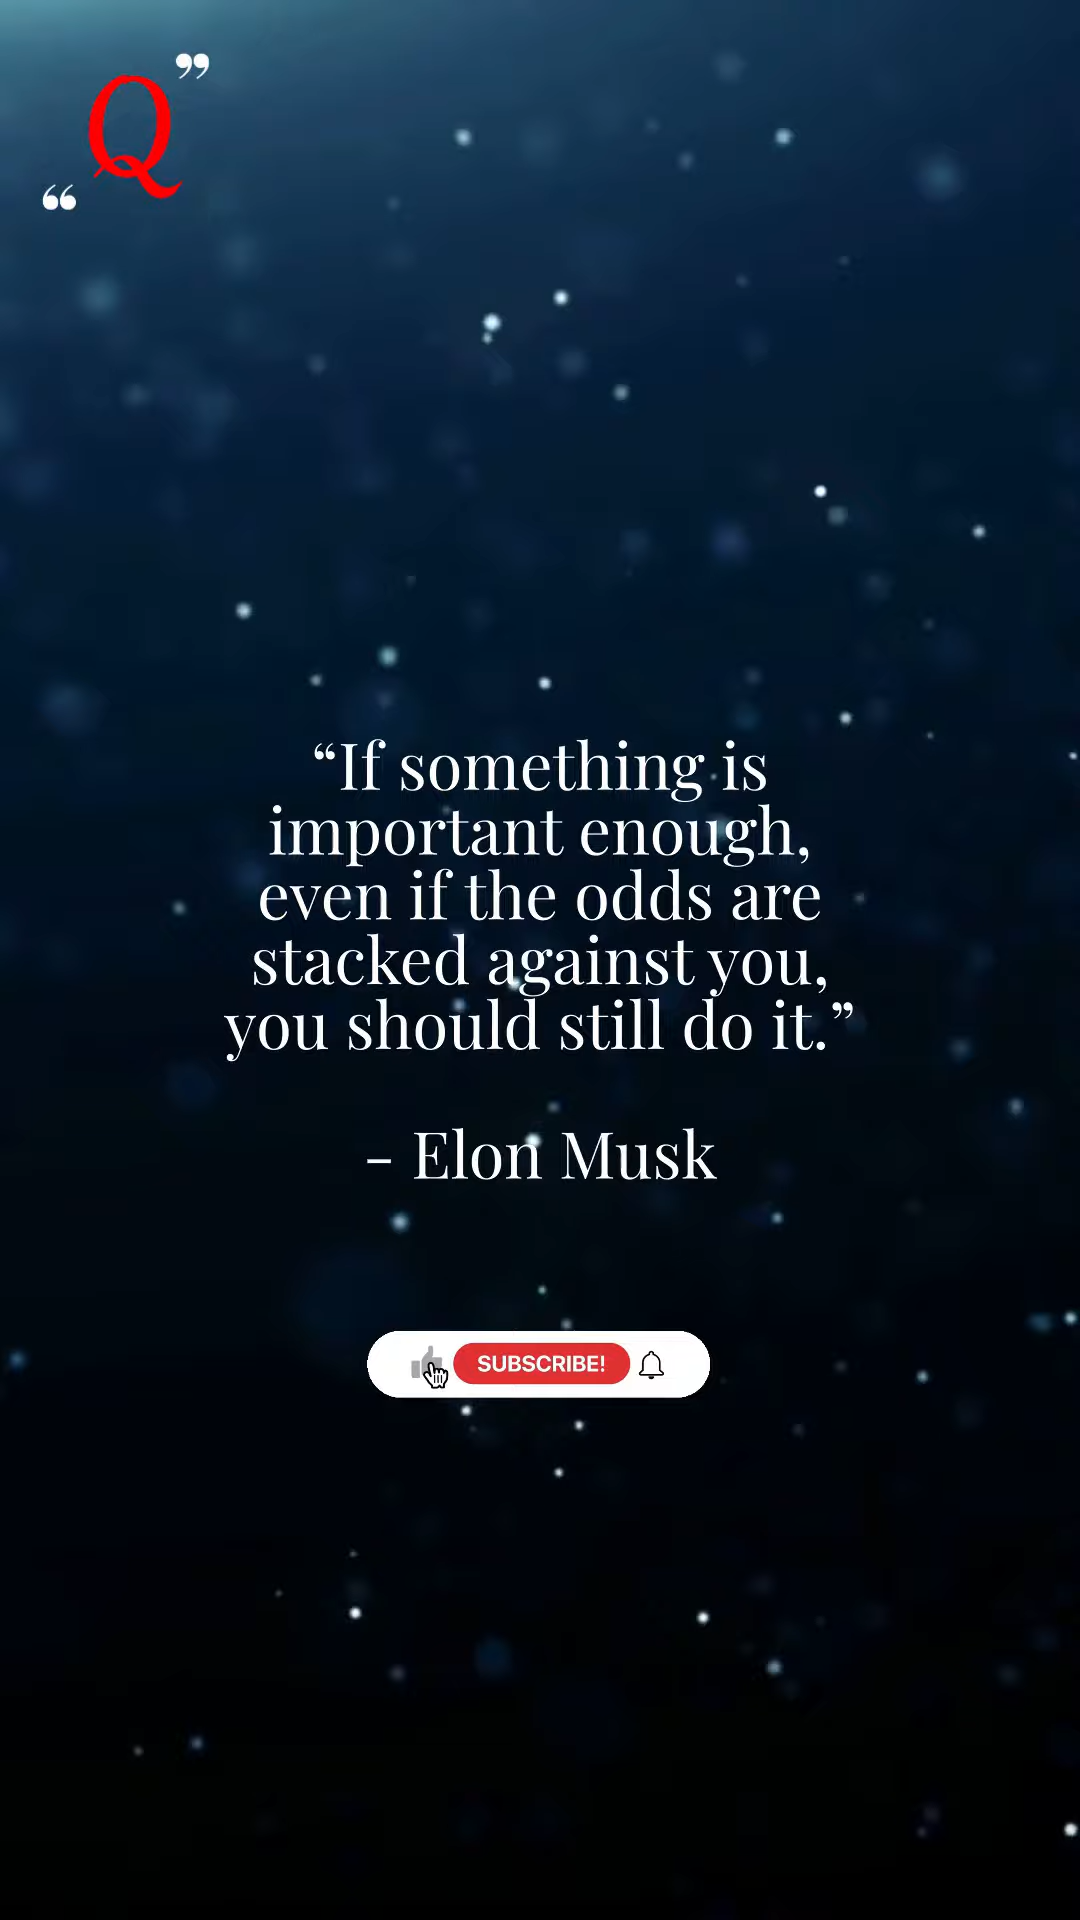 ”
Q
“
“If something is
important enough,
even if the odds are
stacked against you,
you should still do it.”
- Elon Musk
SUBSCRIBE!